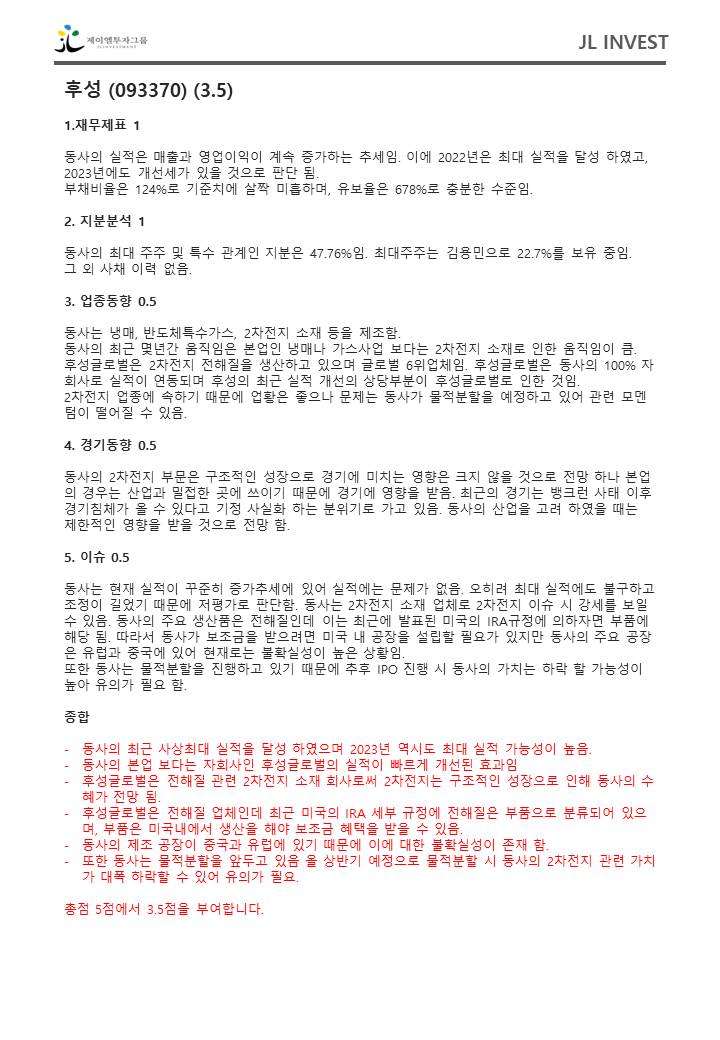 제이엘투자그룹
JLINVESTMENT
JL INVEST
후성 (093370) (3.5)
1.재무제표 1
동사의 실적은 매출과 영업이익이 계속 증가하는 추세임. 이에 2022년은 최대 실적을 달성 하였고,
2023년에도 개선세가 있을 것으로 판단 됨.
부채비율은 124%로 기준치에 살짝 미흡하며, 유보율은 678%로 충분한 수준임.
2. 지분분석 1
동사의 최대 주주 및 특수 관계인 지분은 47.76%임. 최대주주는 김용민으로 22.7%를 보유 중임.
그 외 사채 이력 없음.
3. 업종동향 0.5
동사는 냉매, 반도체특수가스, 2차전지 소재 등을 제조함.
동사의 최근 몇년간 움직임은 본업인 냉매나 가스사업 보다는 2차전지 소재로 인한 움직임이 큼.
후성글로벌은 2차전지 전해질을 생산하고 있으며 글로벌 6위업체임. 후성글로벌은 동사의 100% 자
회사로 실적이 연동되며 후성의 최근 실적 개선의 상당부분이 후성글로벌로 인한 것임.
2차전지 업종에 속하기 때문에 업황은 좋으나 문제는 동사가 물적분할을 예정하고 있어 관련 모멘
텀이 떨어질 수 있음.
4. 경기동향 0.5
동사의 2차전지 부문은 구조적인 성장으로 경기에 미치는 영향은 크지 않을 것으로 전망 하나 본업
의 경우는 산업과 밀접한 곳에 쓰이기 때문에 경기에 영향을 받음. 최근의 경기는 뱅크런 사태 이후
경기침체가 올 수 있다고 기정 사실화 하는 분위기로 가고 있음. 동사의 산업을 고려 하였을 때는
제한적인 영향을 받을 것으로 전망 함.
5. 이슈 0.5
동사는 현재 실적이 꾸준히 증가추세에 있어 실적에는 문제가 없음. 오히려 최대 실적에도 불구하고
조정이 길었기 때문에 저평가로 판단함. 동사는 2차전지 소재 업체로 2차전지 이슈 시 강세를 보일
수 있음. 동사의 주요 생산품은 전해질인데 이는 최근에 발표된 미국의 IRA규정에 의하자면 부품에
해당 됨. 따라서 동사가 보조금을 받으려면 미국 내 공장을 설립할 필요가 있지만 동사의 주요 공장
은 유럽과 중국에 있어 현재로는 불확실성이 높은 상황임.
또한 동사는 물적분할을 진행하고 있기 때문에 추후 IPO 진행 시 동사의 가치는 하락 할 가능성이
높아 유의가 필요 함.
종합
- 동사의 최근 사상최대 실적을 달성 하였으며 2023년 역시도 최대 실적 가능성이 높음.
- 동사의 본업 보다는 자회사인 후성글로벌의 실적이 빠르게 개선된 효과임
- 후성글로벌은 전해질 관련 2차전지 소재 회사로써 2차전지는 구조적인 성장으로 인해 동사의 수
혜가 전망 됨.
- 후성글로벌은 전해질 업체인데 최근 미국의 IRA 세부 규정에 전해질은 부품으로 분류되어 있으
며, 부품은 미국내에서 생산을 해야 보조금 혜택을 받을 수 있음.
- 동사의 제조 공장이 중국과 유럽에 있기 때문에 이에 대한 불확실성이 존재 함.
- 또한 동사는 물적분할을 앞두고 있음 올 상반기 예정으로 물적분할 시 동사의 2차전지 관련 가치
가 대폭 하락할 수 있어 유의가 필요.
총점 5점에서 3.5점을 부여합니다.